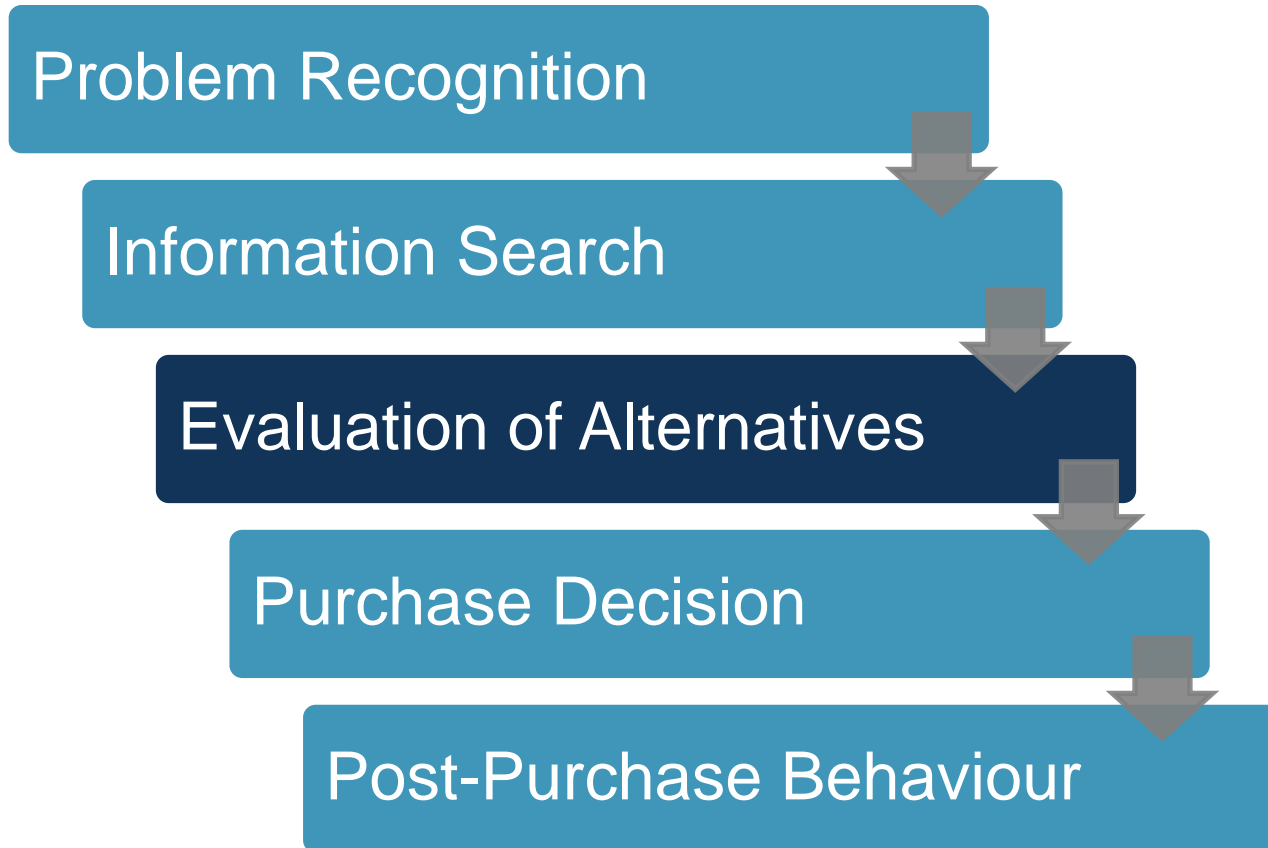 Problem Recognition
Information Search
Evaluation of Alternatives
Purchase Decision
Post-Purchase Behaviour